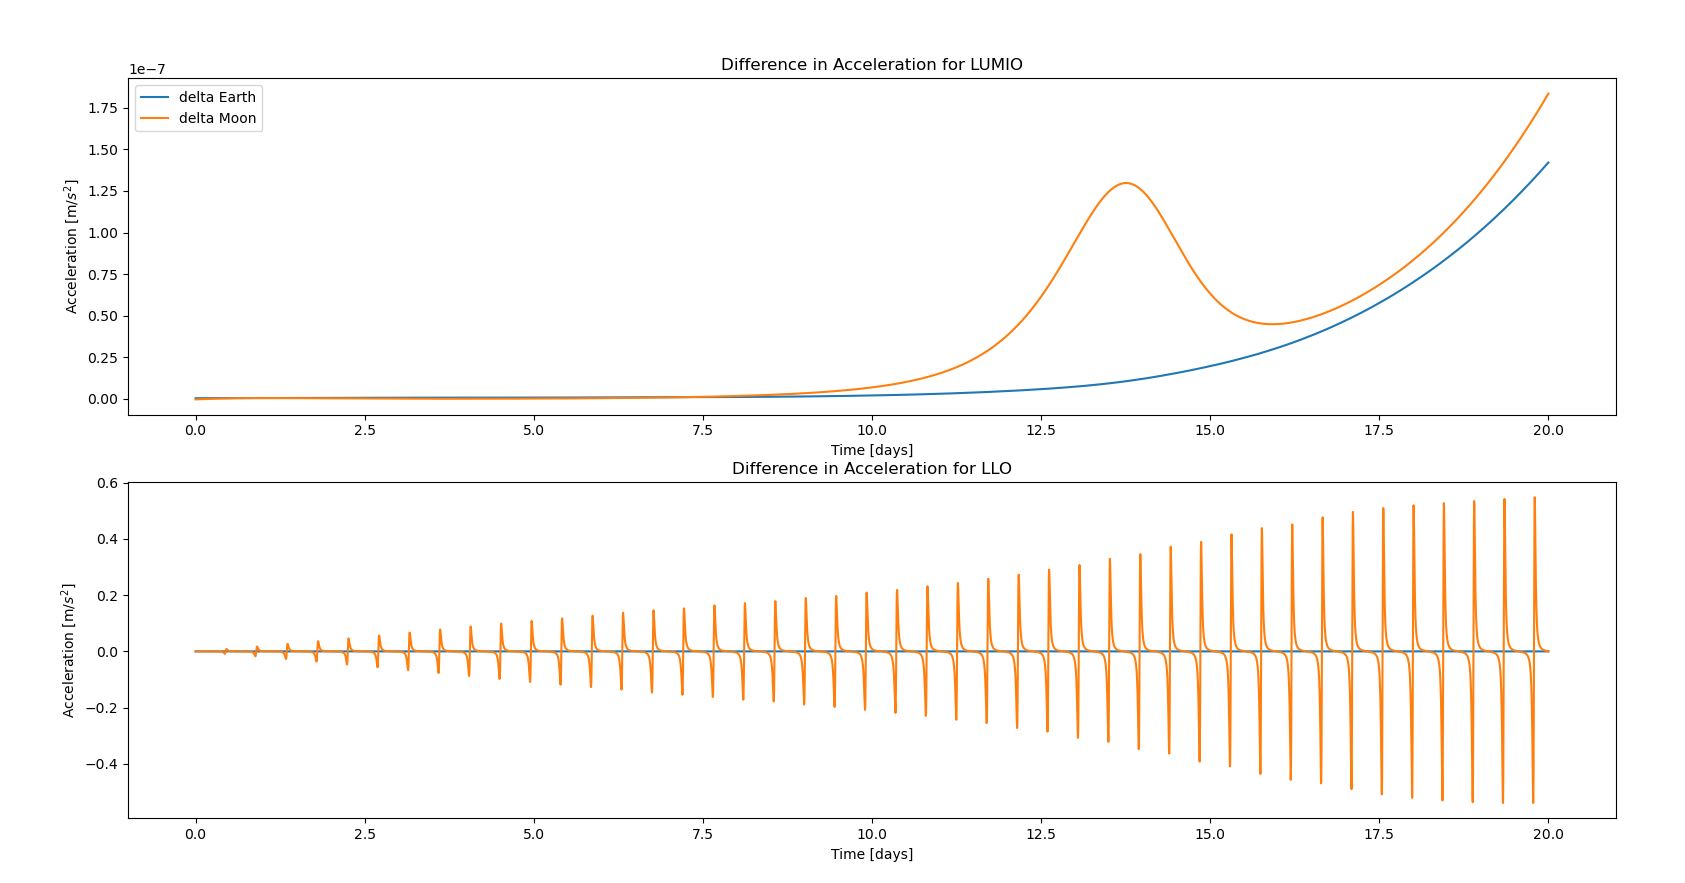 Difference in Acceleration for LUMIO
1e−7
delta Earth
delta Moon
1.75
1.50
1.25
1.00
0.75
0.50
0.25
0.00
Acceleration [m/s²]
0.0 2.5 5.0 7.5 10.0 12.5 15.0 17.5 20.0
Time [days]
Difference in Acceleration for LLO
0.6
0.4
0.2
0.0
−0.2
−0.4
Acceleration [m/s²]
0.0 2.5 5.0 7.5 10.0 12.5 15.0 17.5 20.0
Time [days]